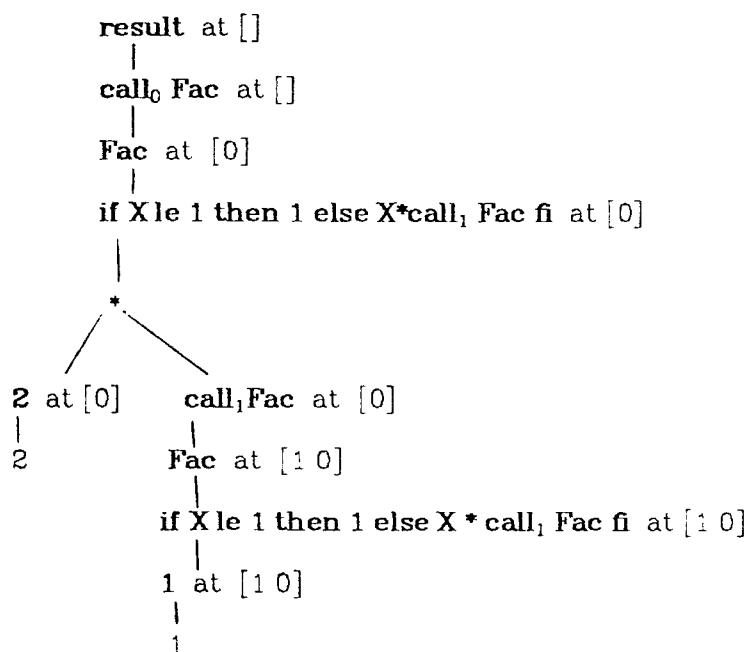 result at []
call₀ Fac at []
Fac at [0]
if X le 1 then 1 else X*call₁ Fac fi at [0]
*
2 at [0] call₁Fac at [0]
2 Fac at [1 0]
if X le 1 then 1 else X * call₁ Fac fi at [1 0]
1 at [1 0]
1